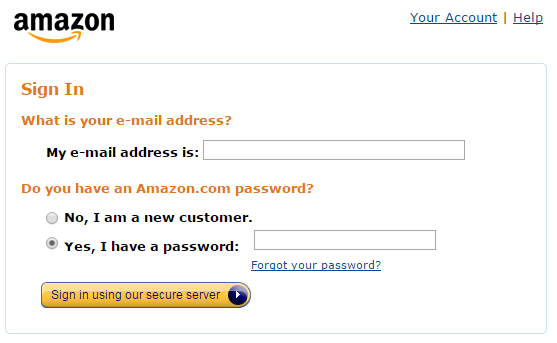 amazon
Your Account | Help
Sign In
What is your e-mail address?
My e-mail address is:
Do you have an Amazon.com password?
No, I am a new customer.
Yes, I have a password:
Forgot your password?
Sign in using our secure server